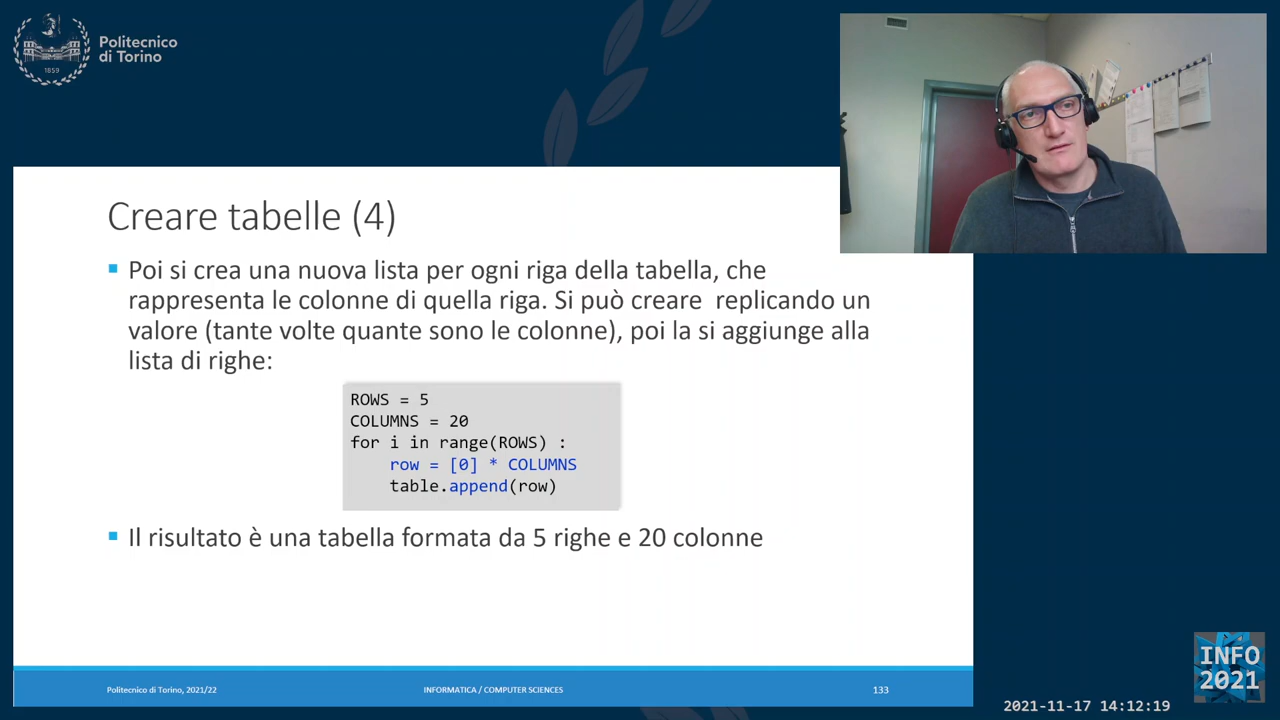 Politecnico
di Torino
1859
Creare tabelle (4)
Poi si crea una nuova lista per ogni riga della tabella, che
rappresenta le colonne di quella riga. Si può creare replicando un
valore (tante volte quante sono le colonne), poi la si aggiunge alla
lista di righe:
ROWS = 5
COLUMNS = 20
for i in range(ROWS) :
    row = [0] * COLUMNS
    table.append(row)
Il risultato è una tabella formata da 5 righe e 20 colonne
Politecnico di Torino, 2021/22
INFORMATICA / COMPUTER SCIENCES
133
INFO
2021
2021-11-17 14:12:19